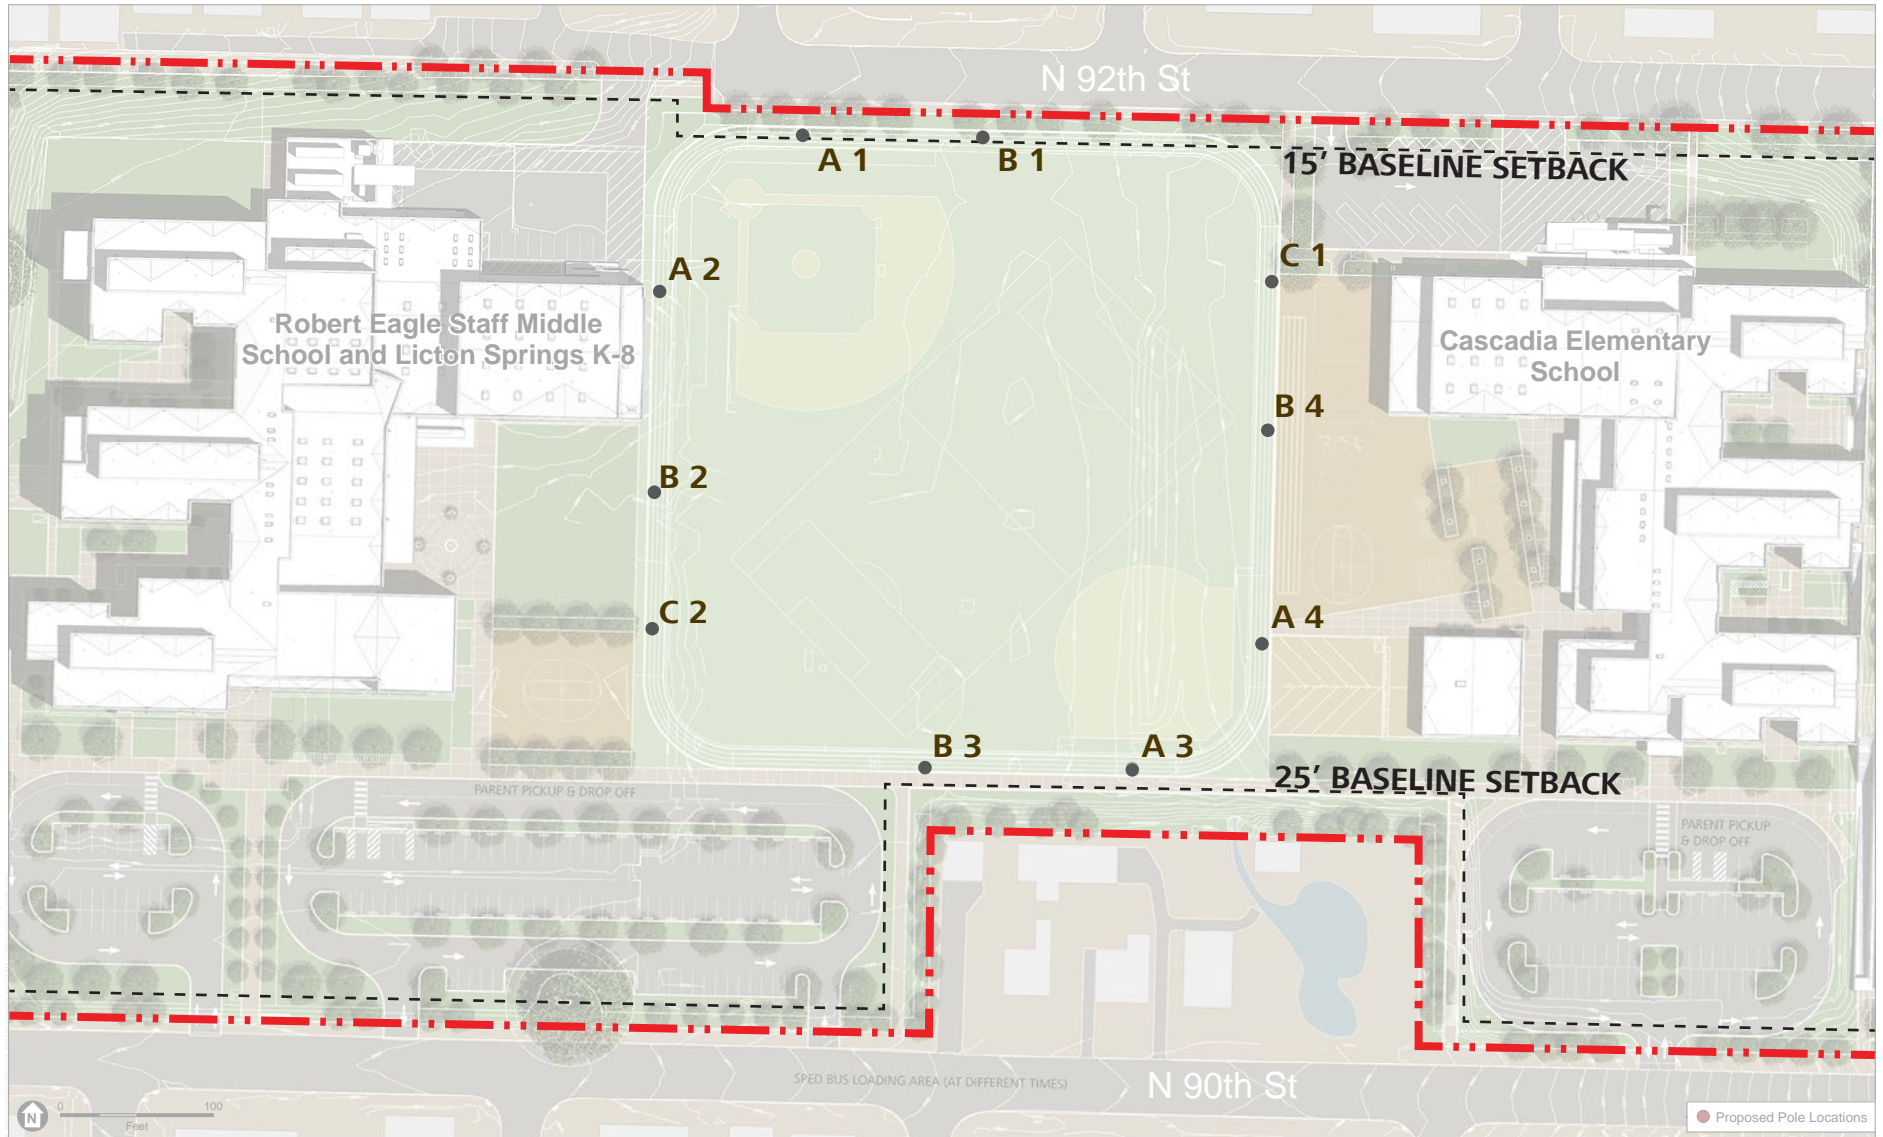 N 92th St
A 1
B 1
15’ BASELINE SETBACK
A 2
C 1
Robert Eagle Staff Middle
School and Licton Springs K-8
Cascadia Elementary
School
B 4
B 2
C 2
A 4
B 3
A 3
25’ BASELINE SETBACK
PARENT PICKUP & DROP OFF
PARENT PICKUP
& DROP OFF
SPED BUS LOADING AREA (AT DIFFERENT TIMES)
N 90th St
N
0 100
Feet
Proposed Pole Locations